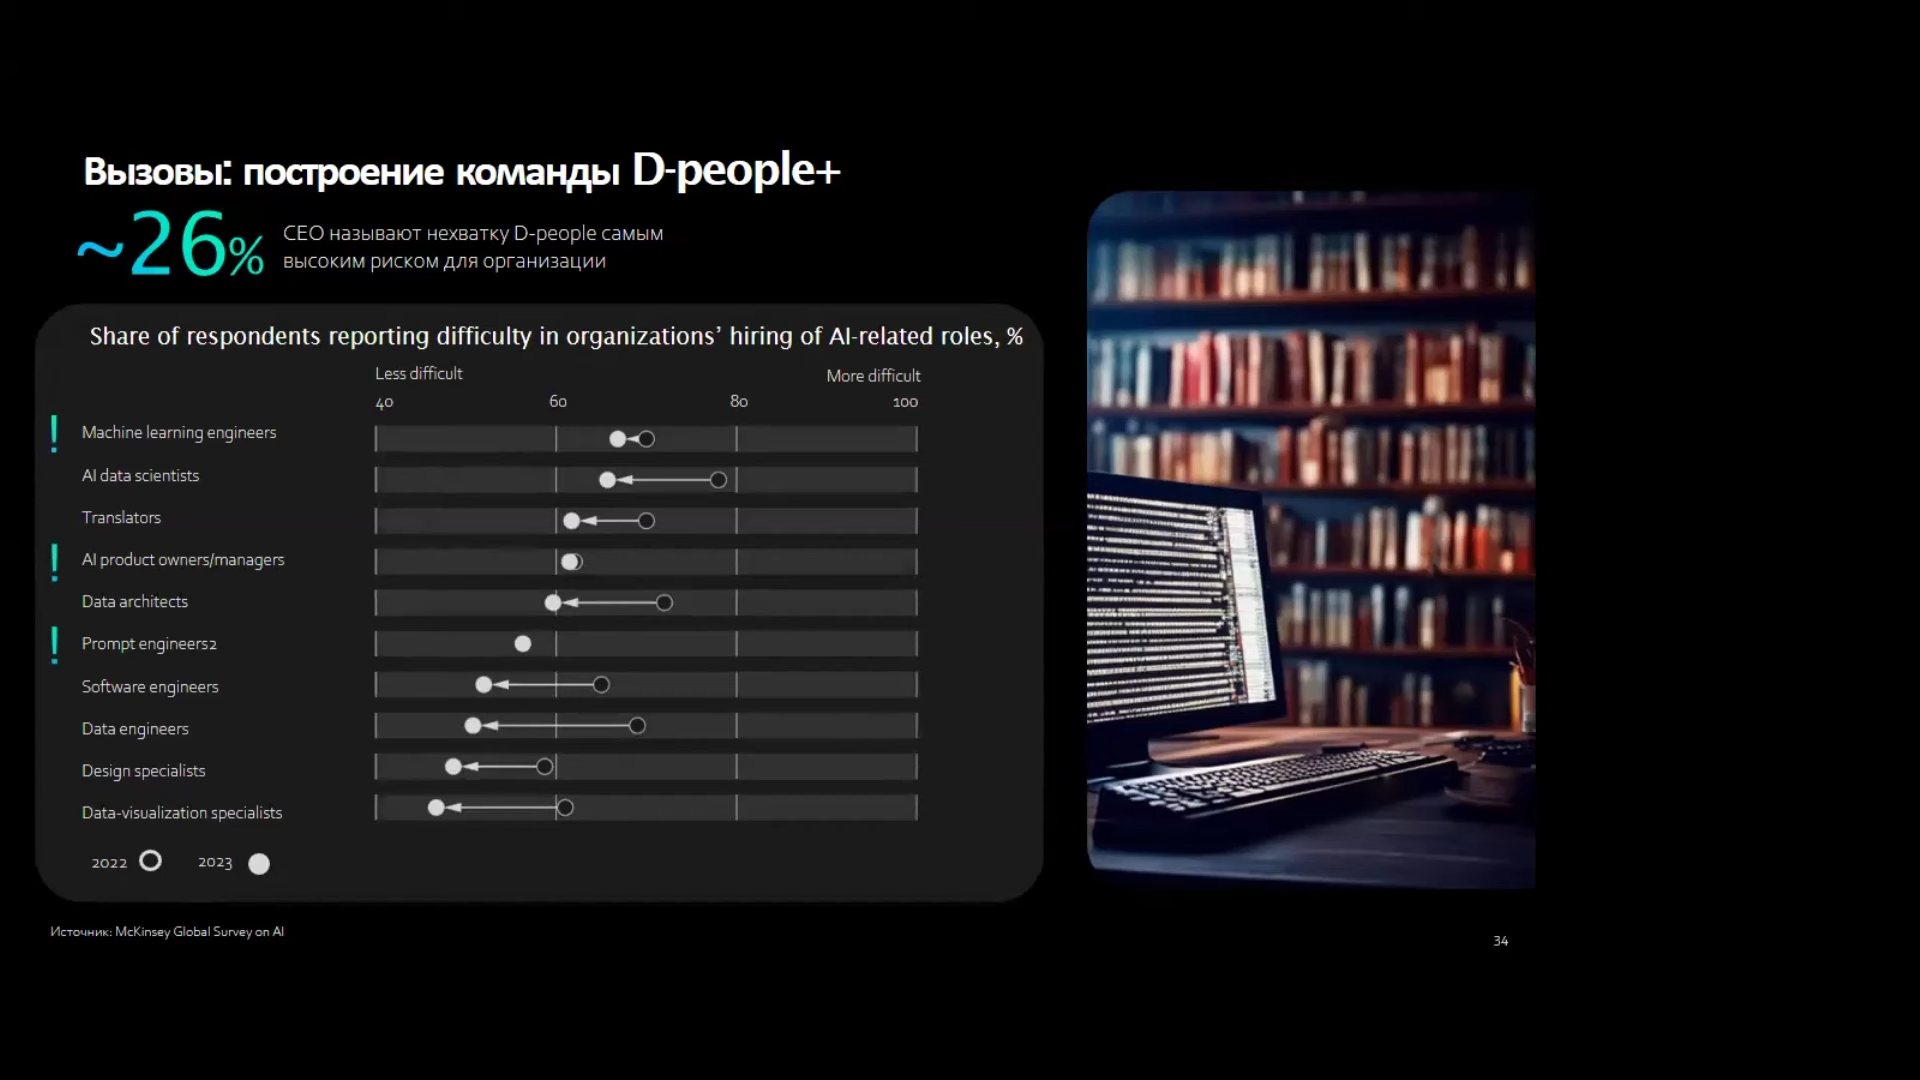 Вызовы: построение команды D-people+
~26%
CEO называют нехватку D-people самым
высоким риском для организации
Share of respondents reporting difficulty in organizations’ hiring of AI-related roles, %
Less difficult
More difficult
40 60 80 100
! Machine learning engineers
AI data scientists
Translators
! AI product owners/managers
Data architects
! Prompt engineers2
Software engineers
Data engineers
Design specialists
Data-visualization specialists
2022 2023
Источник: McKinsey Global Survey on AI
34